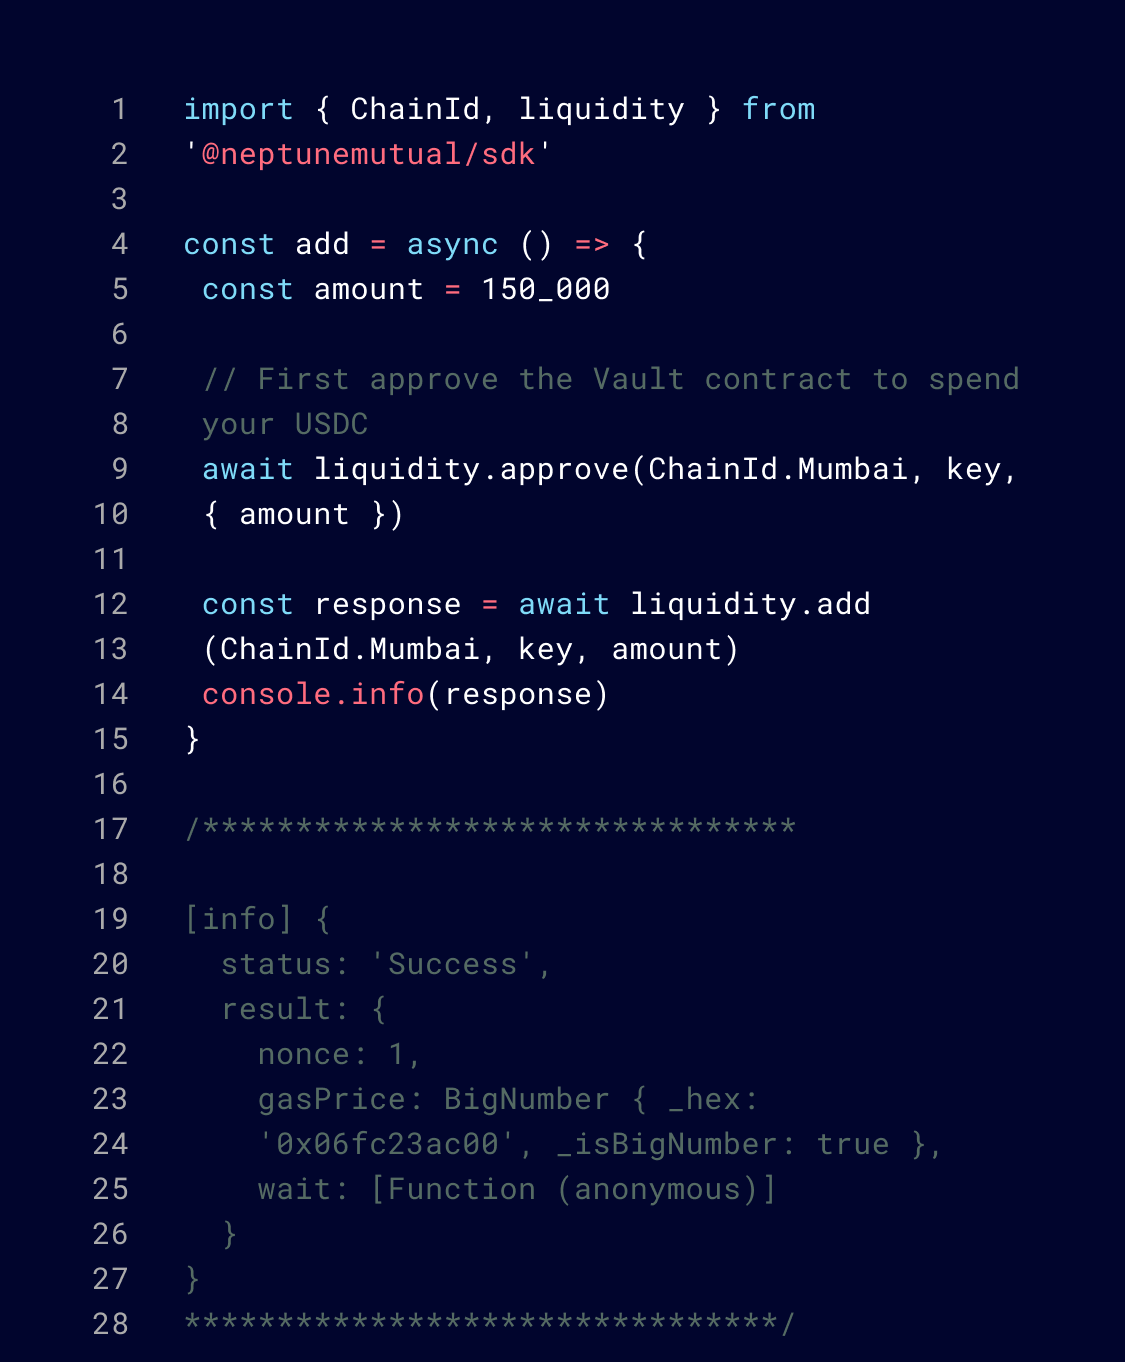 1 import { ChainId, liquidity } from
2 '@neptunemutual/sdk'
3
4 const add = async () => {
5  const amount = 150_000
6
7  // First approve the Vault contract to spend
8  your USDC
9  await liquidity.approve(ChainId.Mumbai, key,
10  { amount })
11
12  const response = await liquidity.add
13  (ChainId.Mumbai, key, amount)
14  console.info(response)
15 }
16
17 /********************************
18
19 [info] {
20   status: 'Success',
21   result: {
22     nonce: 1,
23     gasPrice: BigNumber { _hex:
24     '0x06fc23ac00', _isBigNumber: true },
25     wait: [Function (anonymous)]
26   }
27 }
28 ********************************/